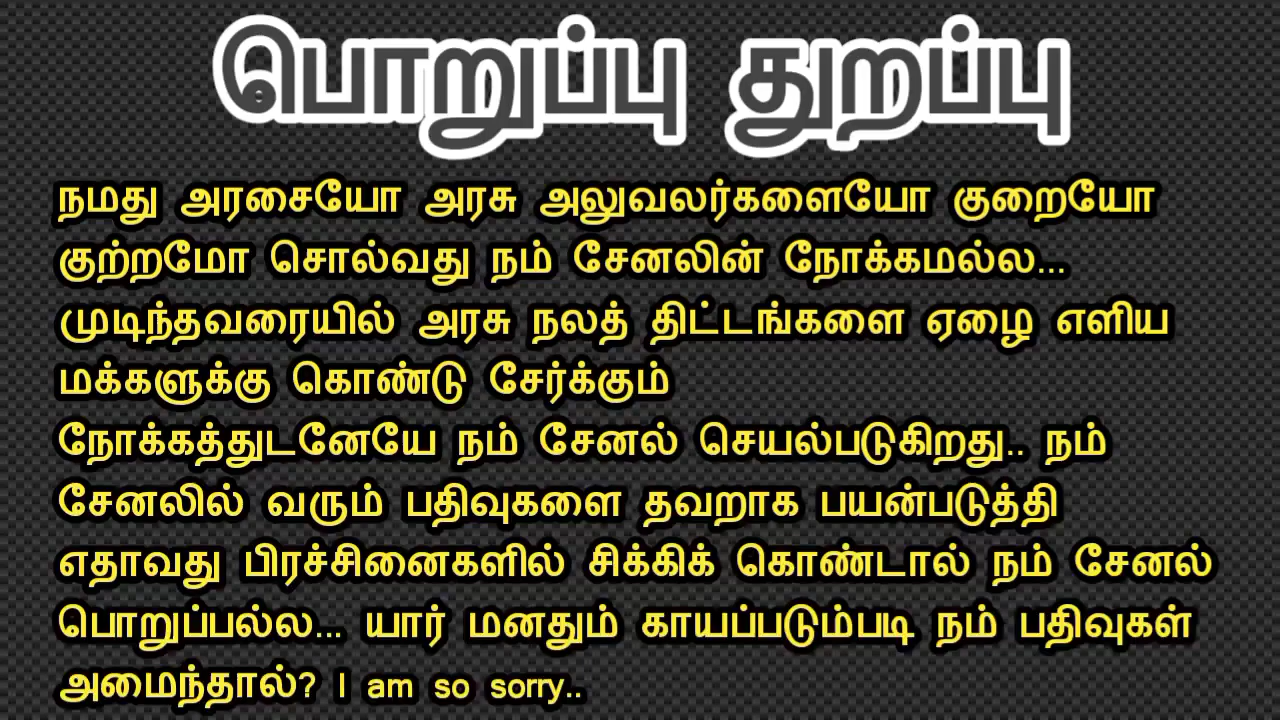 பொறுப்பு துறப்பு
நமது அரசையோ அரசு அலுவலர்களையோ குறையோ
குற்றமோ சொல்வது நம் சேனலின் நோக்கமல்ல...
முடிந்தவரையில் அரசு நலத் திட்டங்களை ஏழை எளிய
மக்களுக்கு கொண்டு சேர்க்கும்
நோக்கத்துடனேயே நம் சேனல் செயல்படுகிறது.. நம்
சேனலில் வரும் பதிவுகளை தவறாக பயன்படுத்தி
எதாவது பிரச்சினைகளில் சிக்கிக் கொண்டால் நம் சேனல்
பொறுப்பல்ல... யார் மனதும் காயப்படும்படி நம் பதிவுகள்
அமைந்தால்? I am so sorry..